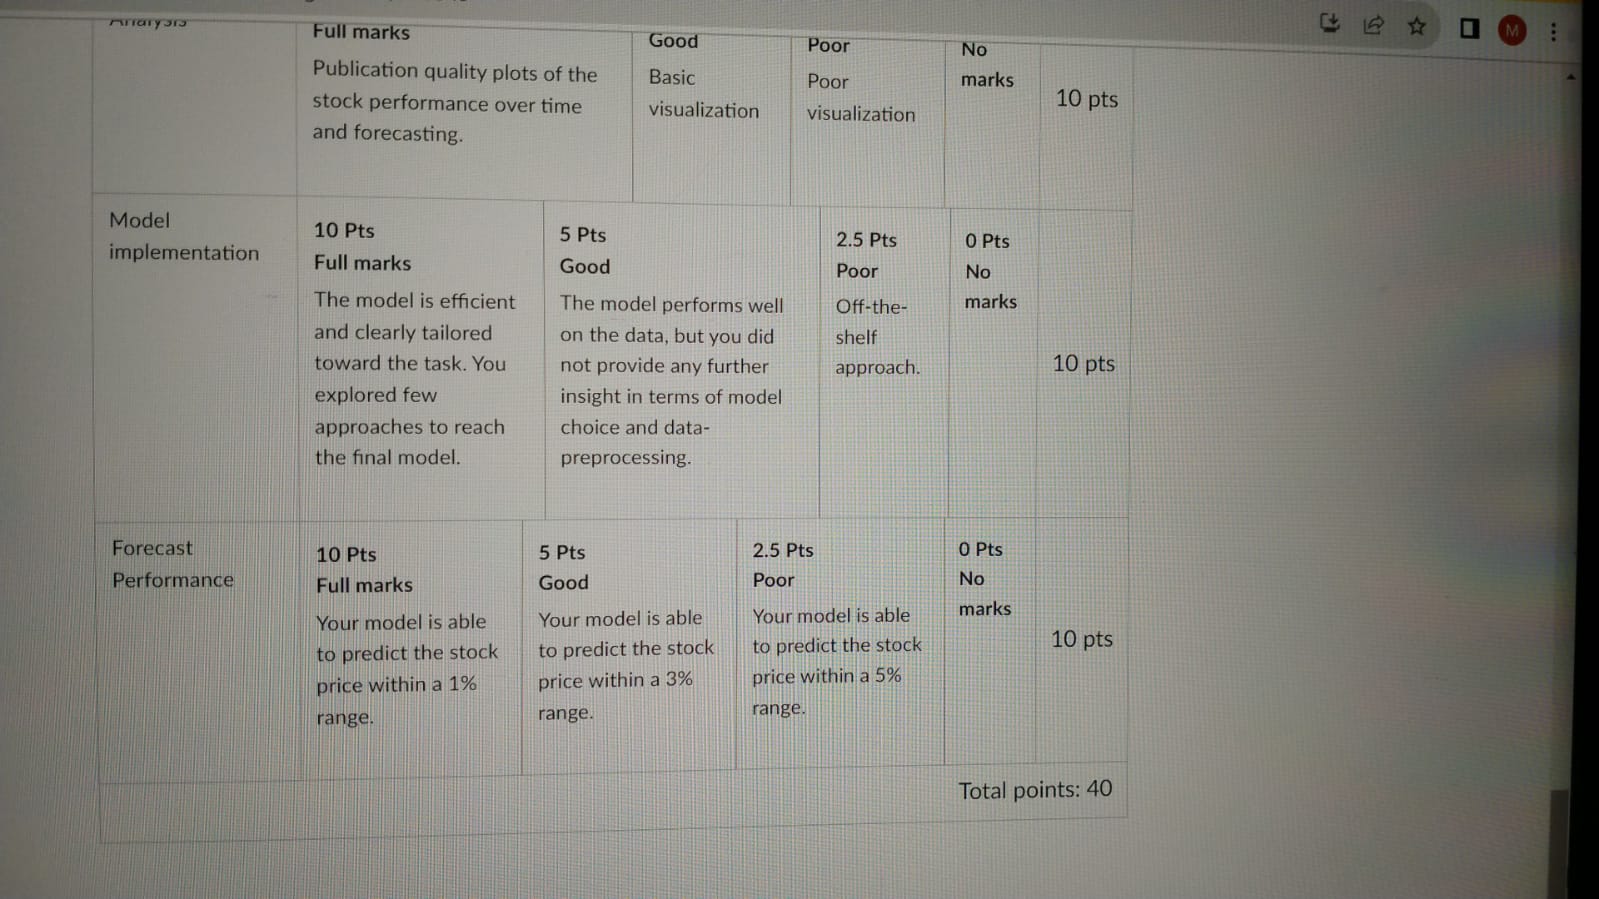 Analysis
Full marks
Publication quality plots of the
stock performance over time
and forecasting.
Good
Basic
visualization
Poor
Poor
visualization
No
marks
10 pts
Model
implementation
10 Pts
Full marks
The model is efficient
and clearly tailored
toward the task. You
explored few
approaches to reach
the final model.
5 Pts
Good
The model performs well
on the data, but you did
not provide any further
insight in terms of model
choice and data-
preprocessing.
2.5 Pts
Poor
Off-the-
shelf
approach.
0 Pts
No
marks
10 pts
Forecast
Performance
10 Pts
Full marks
Your model is able
to predict the stock
price within a 1%
range.
5 Pts
Good
Your model is able
to predict the stock
price within a 3%
range.
2.5 Pts
Poor
Your model is able
to predict the stock
price within a 5%
range.
0 Pts
No
marks
10 pts
Total points: 40
M